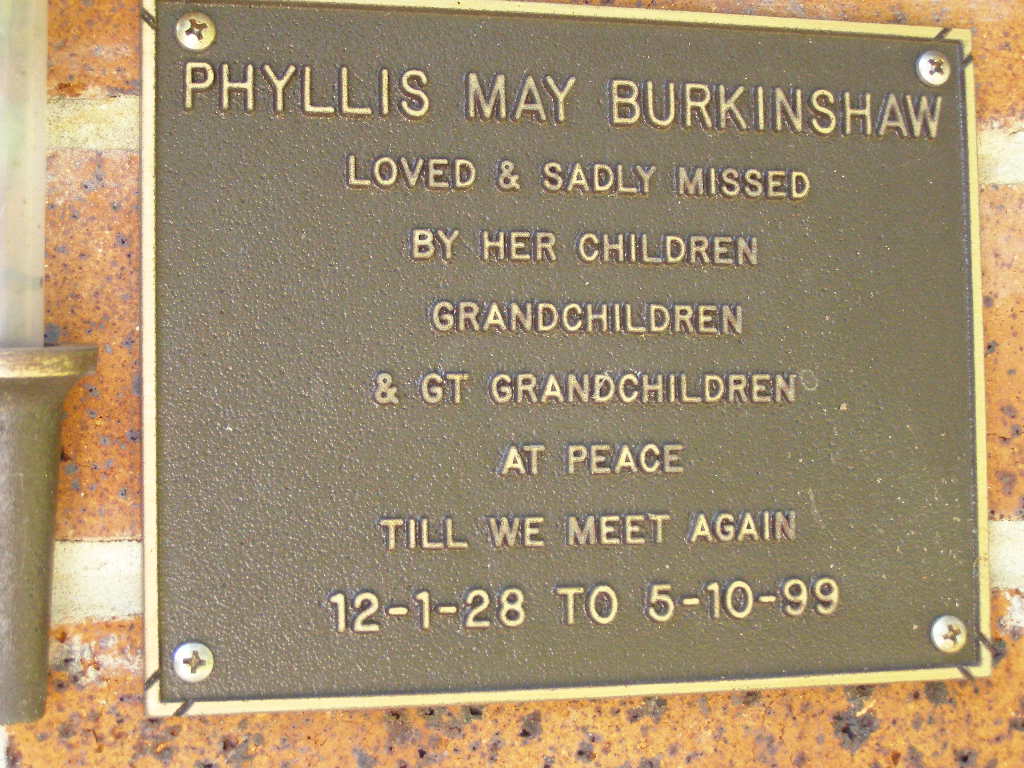 PHYLLIS MAY BURKINSHAW
LOVED & SADLY MISSED
BY HER CHILDREN
GRANDCHILDREN
& GT GRANDCHILDREN
AT PEACE
TILL WE MEET AGAIN
12-1-28 TO 5-10-99